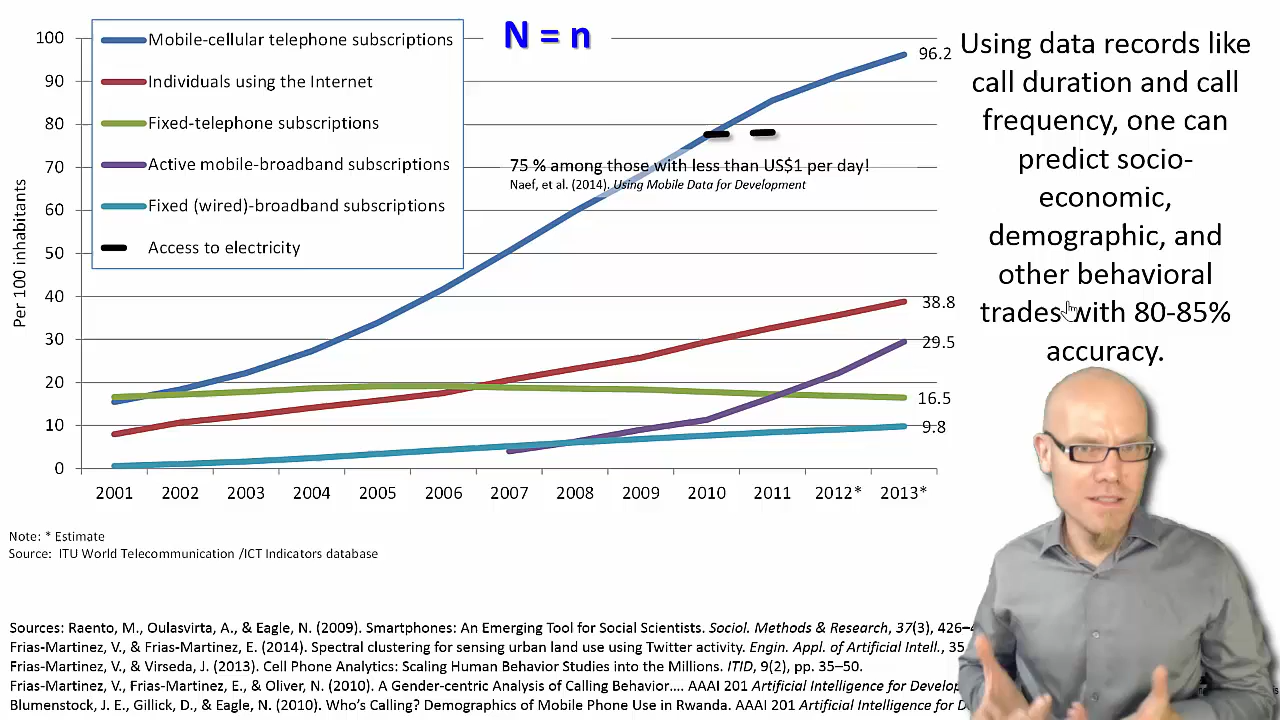 N = n
100
90
80
70
60
50
40
30
20
10
0
Per 100 inhabitants
Mobile-cellular telephone subscriptions
Individuals using the Internet
Fixed-telephone subscriptions
Active mobile-broadband subscriptions
Fixed (wired)-broadband subscriptions
Access to electricity
75 % among those with less than US$1 per day!
Naef, et al. (2014). Using Mobile Data for Development
96.2
38.8
29.5
16.5
9.8
2001 2002 2003 2004 2005 2006 2007 2008 2009 2010 2011 2012* 2013*
Using data records like
call duration and call
frequency, one can
predict socio-
economic,
demographic, and
other behavioral
trades with 80-85%
accuracy.
Note: * Estimate
Source: ITU World Telecommunication /ICT Indicators database
Sources: Raento, M., Oulasvirta, A., & Eagle, N. (2009). Smartphones: An Emerging Tool for Social Scientists. Sociol. Methods & Research, 37(3), 426–
Frias-Martinez, V., & Frias-Martinez, E. (2014). Spectral clustering for sensing urban land use using Twitter activity. Engin. Appl. of Artificial Intell., 35
Frias-Martinez, V., & Virseda, J. (2013). Cell Phone Analytics: Scaling Human Behavior Studies into the Millions. ITID, 9(2), pp. 35–50.
Frias-Martinez, V., Frias-Martinez, E., & Oliver, N. (2010). A Gender-centric Analysis of Calling Behavior.... AAAI 201 Artificial Intelligence for Develop
Blumenstock, J. E., Gillick, D., & Eagle, N. (2010). Who's Calling? Demographics of Mobile Phone Use in Rwanda. AAAI 201 Artificial Intelligence for D